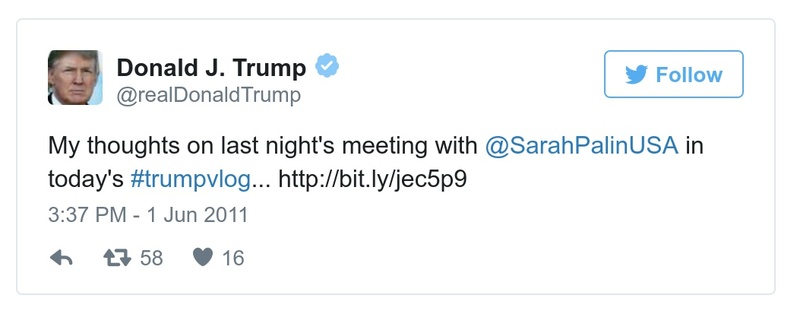 Donald J. Trump
@realDonaldTrump
Follow
My thoughts on last night's meeting with @SarahPalinUSA in
today's #trumpvlog... http://bit.ly/jec5p9
3:37 PM - 1 Jun 2011
58 16